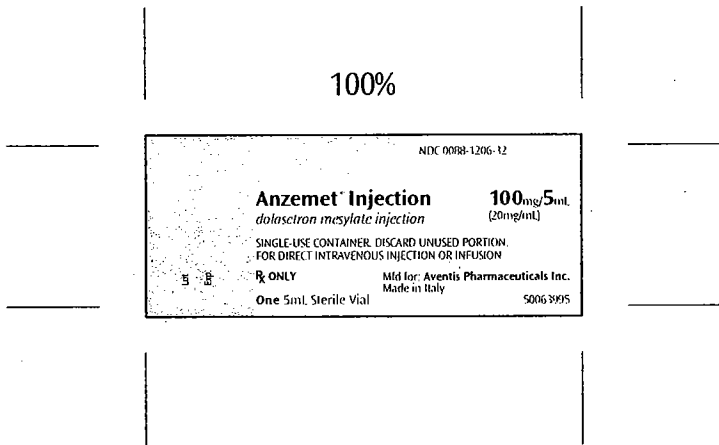 100%
NDC 0088-1206-32
Anzemet® Injection 100mg/5mL
dolasetron mesylate injection (20mg/mL)
SINGLE-USE CONTAINER. DISCARD UNUSED PORTION.
FOR DIRECT INTRAVENOUS INJECTION OR INFUSION
℞ ONLY Mfd for: Aventis Pharmaceuticals Inc.
Made in Italy
One 5mL Sterile Vial 50063995
Lot
Exp.